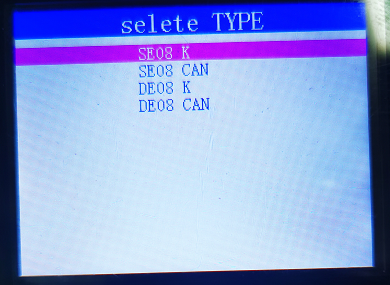 selete TYPE
SE08 K
SE08 CAN
DE08 K
DE08 CAN